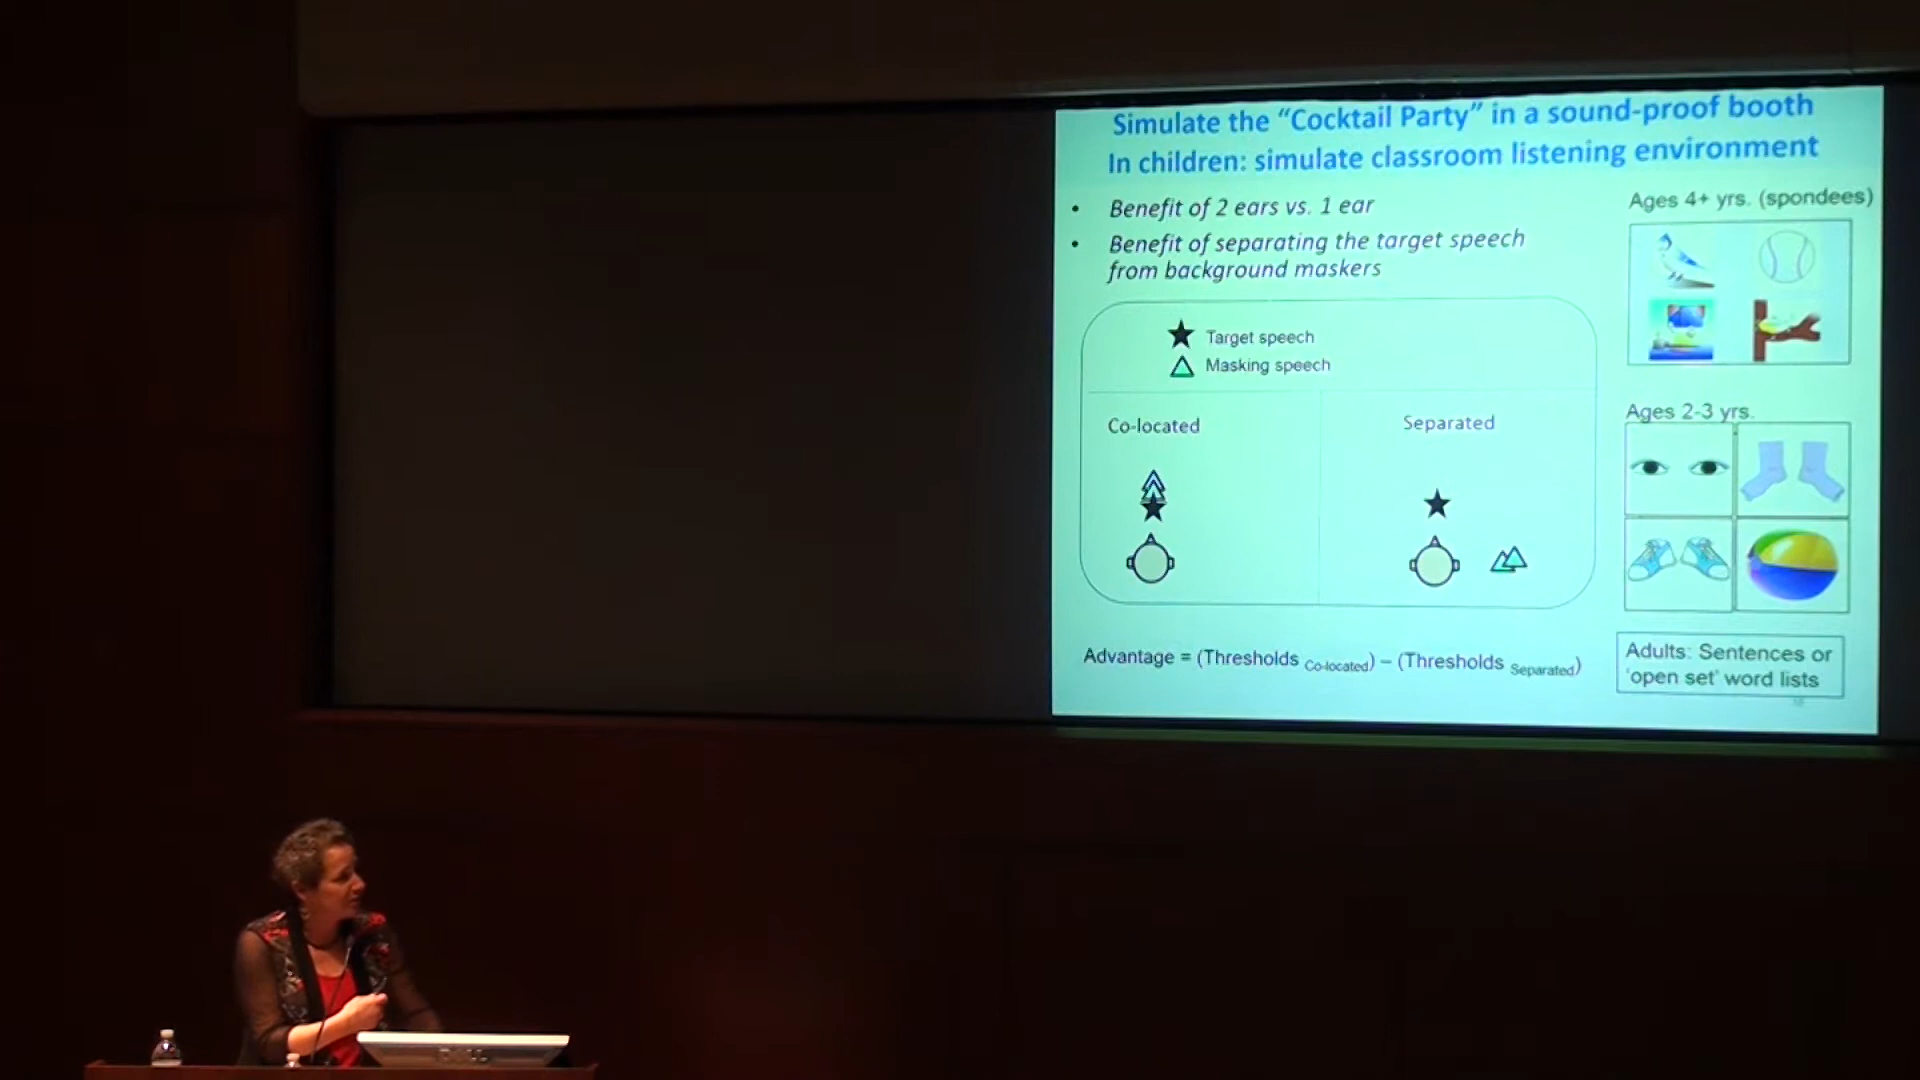 Simulate the “Cocktail Party” in a sound-proof booth
In children: simulate classroom listening environment
• Benefit of 2 ears vs. 1 ear
• Benefit of separating the target speech
from background maskers
Target speech
Masking speech
Co-located
Separated
Advantage = (Thresholds Co-located) – (Thresholds Separated)
Ages 4+ yrs. (spondees)
Ages 2-3 yrs.
Adults: Sentences or
‘open set’ word lists
DELL